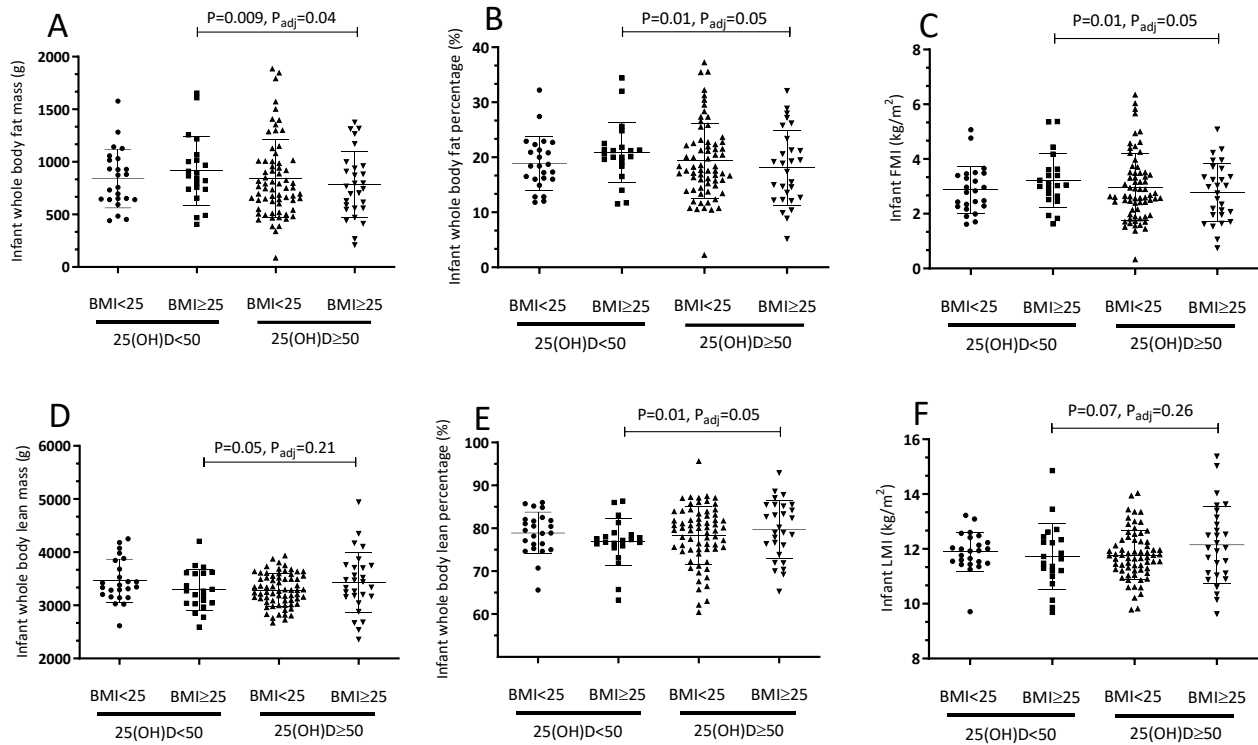 A
P=0.009, Padj=0.04
Infant whole body fat mass (g)
2000
1500
1000
500
0
BMI<25 BMI≥25 BMI<25 BMI≥25
25(OH)D<50 25(OH)D≥50
B
P=0.01, Padj=0.05
Infant whole body fat percentage (%)
40
30
20
10
0
BMI<25 BMI≥25 BMI<25 BMI≥25
25(OH)D<50 25(OH)D≥50
C
P=0.01, Padj=0.05
Infant FMI (kg/m²)
8
6
4
2
0
BMI<25 BMI≥25 BMI<25 BMI≥25
25(OH)D<50 25(OH)D≥50
D
P=0.05, Padj=0.21
Infant whole body lean mass (g)
6000
5000
4000
3000
2000
BMI<25 BMI≥25 BMI<25 BMI≥25
25(OH)D<50 25(OH)D≥50
E
P=0.01, Padj=0.05
Infant whole body lean percentage (%)
100
90
80
70
60
BMI<25 BMI≥25 BMI<25 BMI≥25
25(OH)D<50 25(OH)D≥50
F
P=0.07, Padj=0.26
Infant LMI (kg/m²)
16
14
12
10
8
BMI<25 BMI≥25 BMI<25 BMI≥25
25(OH)D<50 25(OH)D≥50